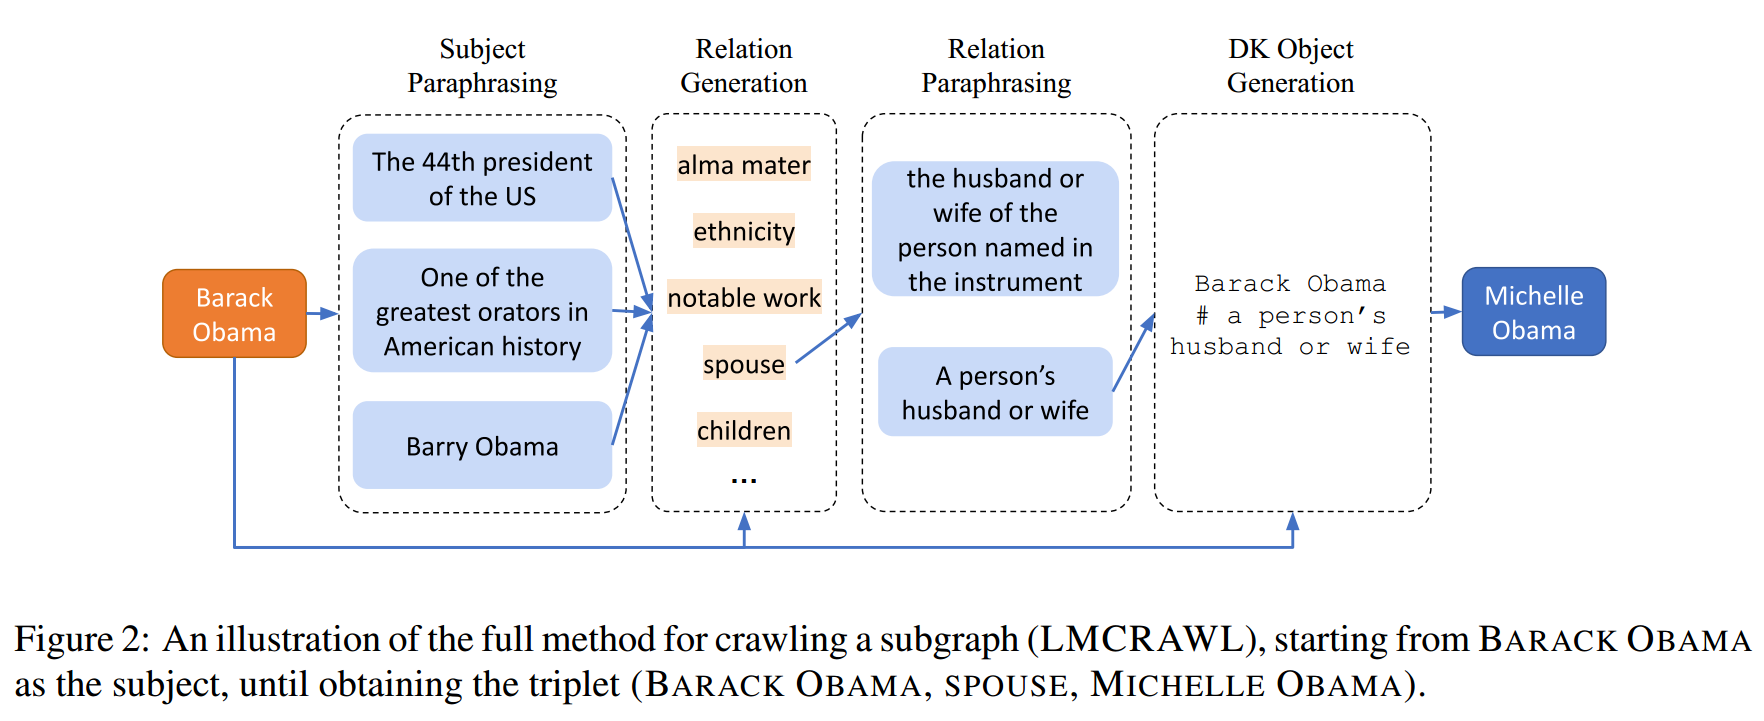 Subject
Paraphrasing
Relation
Generation
Relation
Paraphrasing
DK Object
Generation
Barack
Obama
The 44th president
of the US
One of the
greatest orators in
American history
Barry Obama
alma mater
ethnicity
notable work
spouse
children
...
the husband or
wife of the
person named in
the instrument
A person’s
husband or wife
Barack Obama
# a person’s
husband or wife
Michelle
Obama
Figure 2: An illustration of the full method for crawling a subgraph (LMCRAWL), starting from BARACK OBAMA
as the subject, until obtaining the triplet (BARACK OBAMA, SPOUSE, MICHELLE OBAMA).